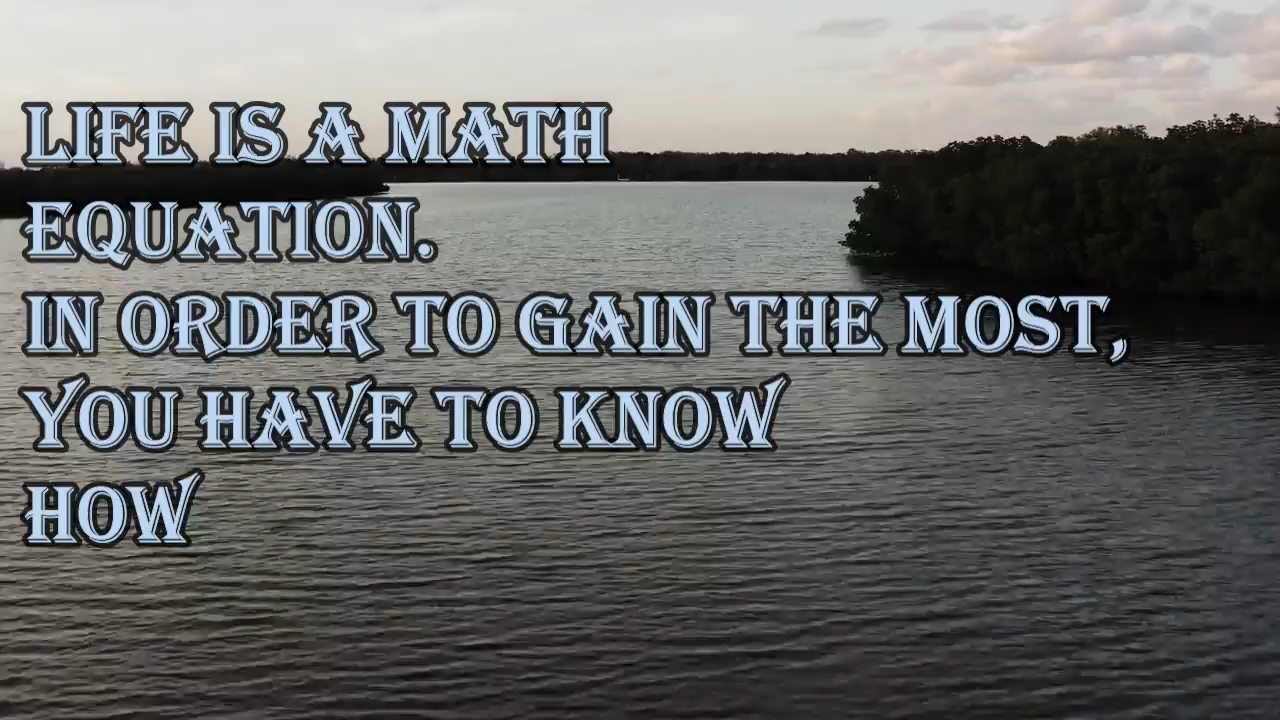 LIFE IS A MATH
EQUATION.
IN ORDER TO GAIN THE MOST,
YOU HAVE TO KNOW
HOW